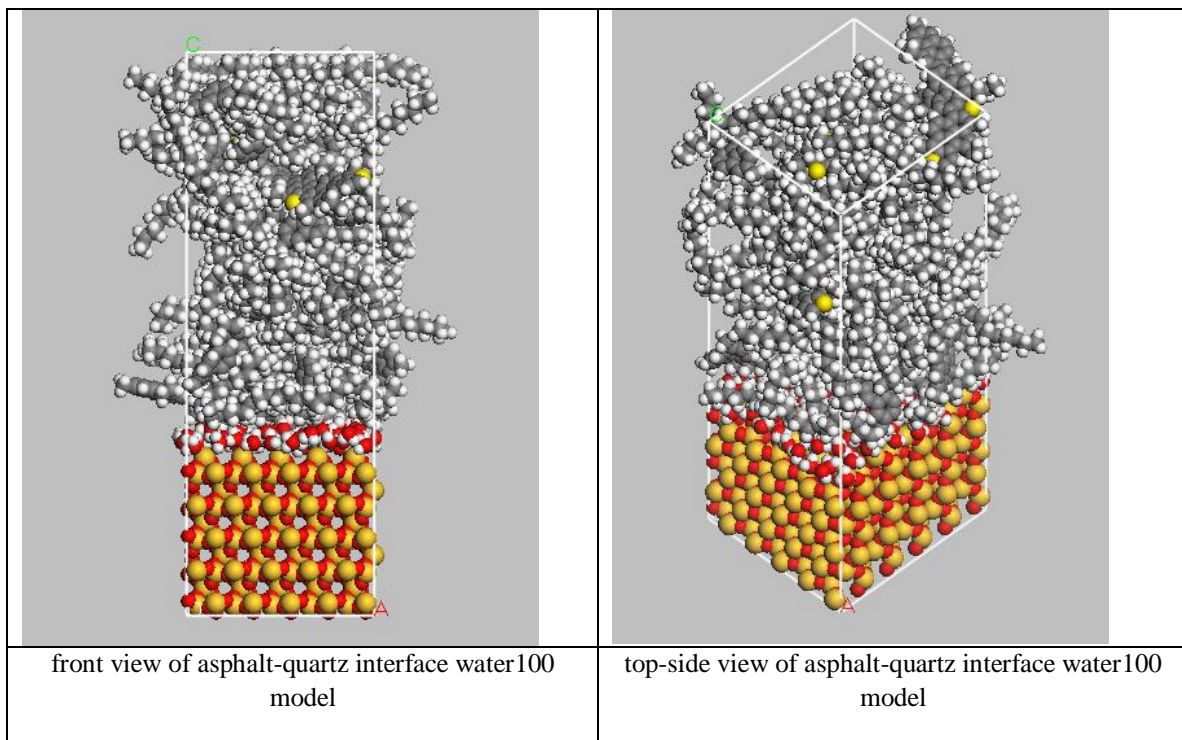 C
A
front view of asphalt-quartz interface water100
model
A
top-side view of asphalt-quartz interface water100
model